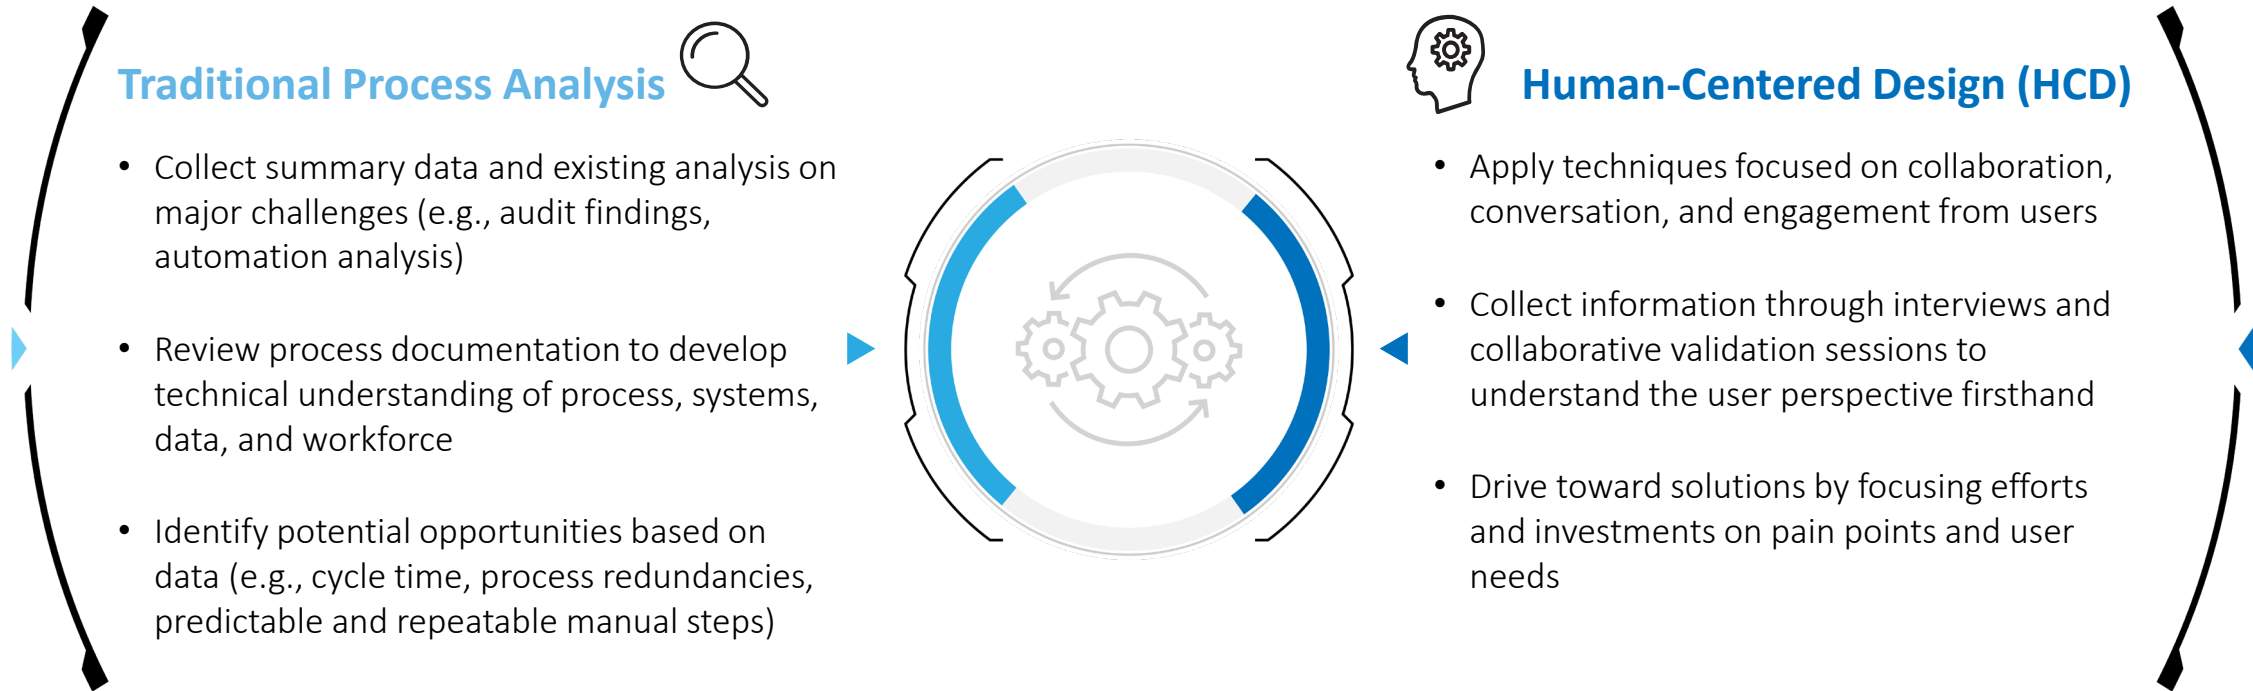 Traditional Process Analysis
• Collect summary data and existing analysis on
major challenges (e.g., audit findings,
automation analysis)
• Review process documentation to develop
technical understanding of process, systems,
data, and workforce
• Identify potential opportunities based on
data (e.g., cycle time, process redundancies,
predictable and repeatable manual steps)
Human-Centered Design (HCD)
• Apply techniques focused on collaboration,
conversation, and engagement from users
• Collect information through interviews and
collaborative validation sessions to
understand the user perspective firsthand
• Drive toward solutions by focusing efforts
and investments on pain points and user
needs